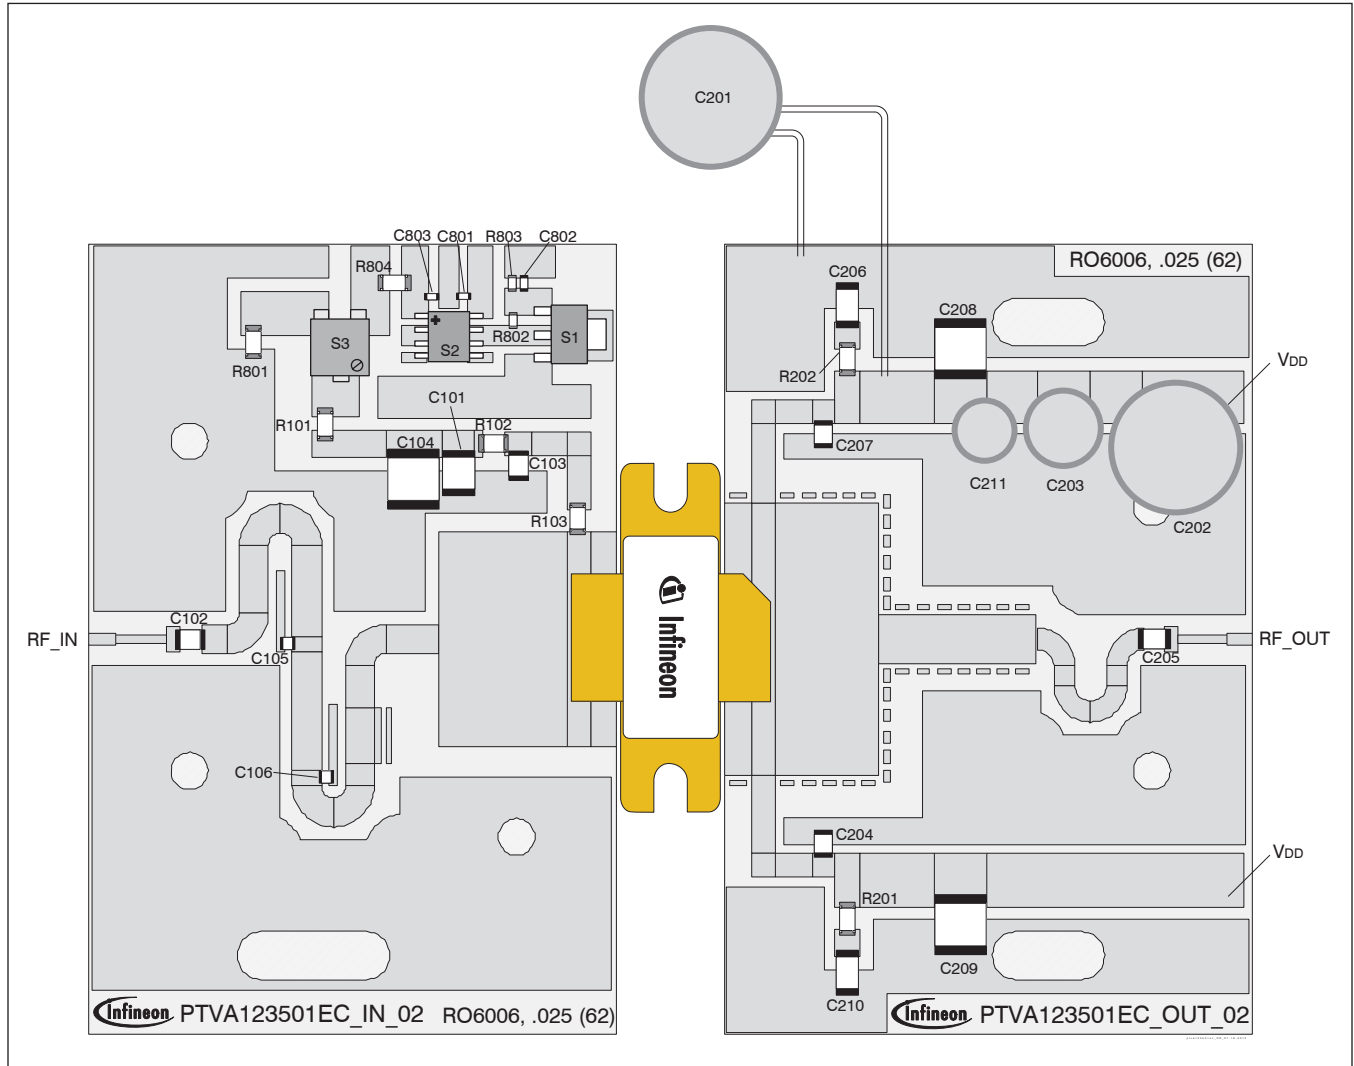 C201
C803
C801
R803
C802
R804
S3
S2
R802
S1
R801
C101
R101
R102
C104
C103
R103
C102
RF_IN
C105
C106
Infineon
PTVA123501EC_IN_02
RO6006, .025 (62)
Infineon
RO6006, .025 (62)
C206
C208
R202
VDD
C207
C211
C203
C202
C205
RF_OUT
C204
VDD
R201
C209
C210
Infineon
PTVA123501EC_OUT_02